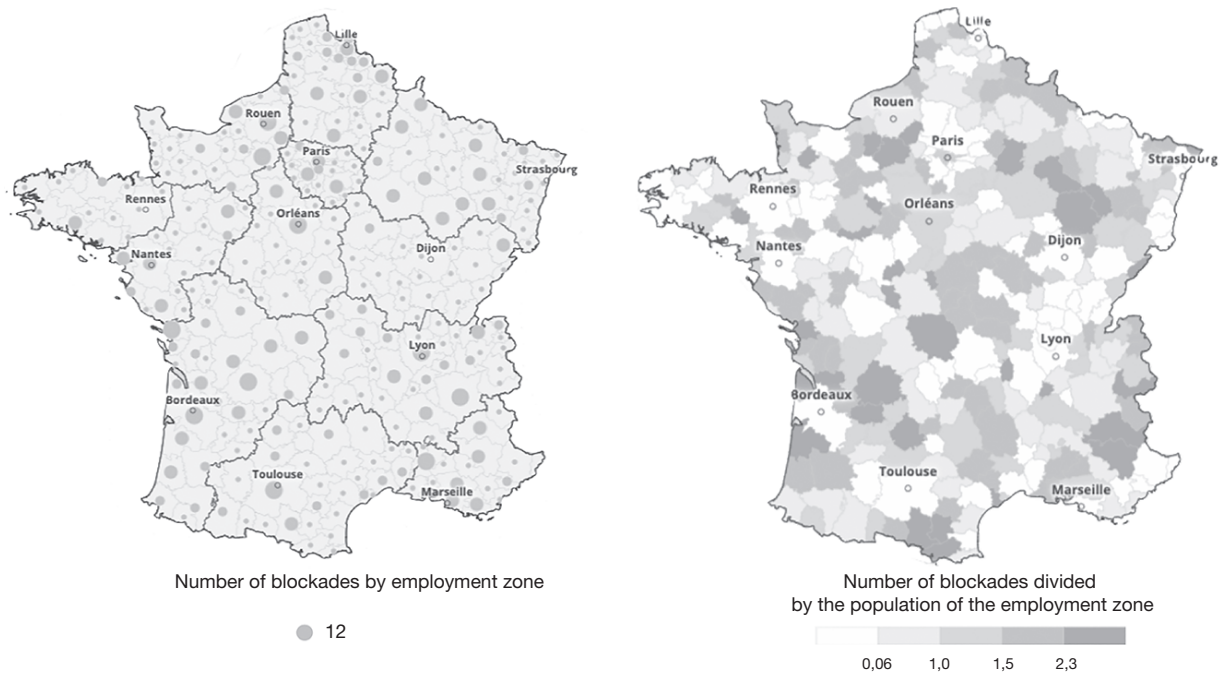 Lille
Rouen
Paris
Strasbourg
Rennes
Orléans
Nantes
Dijon
Lyon
Bordeaux
Toulouse
Marseille
Number of blockades by employment zone
12
Lille
Rouen
Paris
Strasbourg
Rennes
Orléans
Nantes
Dijon
Lyon
Bordeaux
Toulouse
Marseille
Number of blockades divided
by the population of the employment zone
0,06 1,0 1,5 2,3